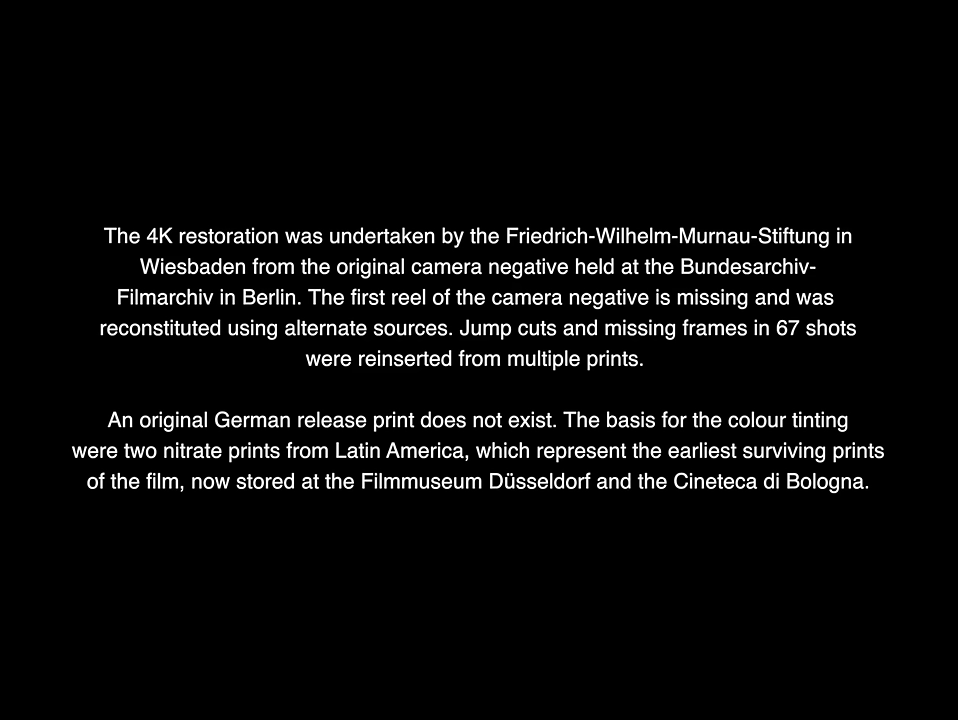 The 4K restoration was undertaken by the Friedrich-Wilhelm-Murnau-Stiftung in
Wiesbaden from the original camera negative held at the Bundesarchiv-
Filmarchiv in Berlin. The first reel of the camera negative is missing and was
reconstituted using alternate sources. Jump cuts and missing frames in 67 shots
were reinserted from multiple prints.
An original German release print does not exist. The basis for the colour tinting
were two nitrate prints from Latin America, which represent the earliest surviving prints
of the film, now stored at the Filmmuseum Düsseldorf and the Cineteca di Bologna.